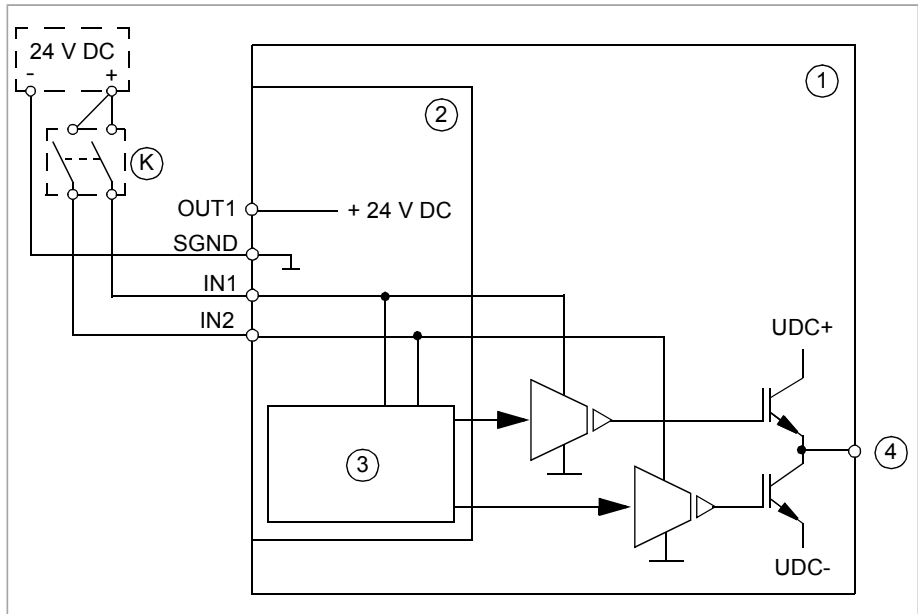 24 V DC
- +
1
2
K
OUT1
+ 24 V DC
SGND
IN1
IN2
UDC+
3
4
UDC-